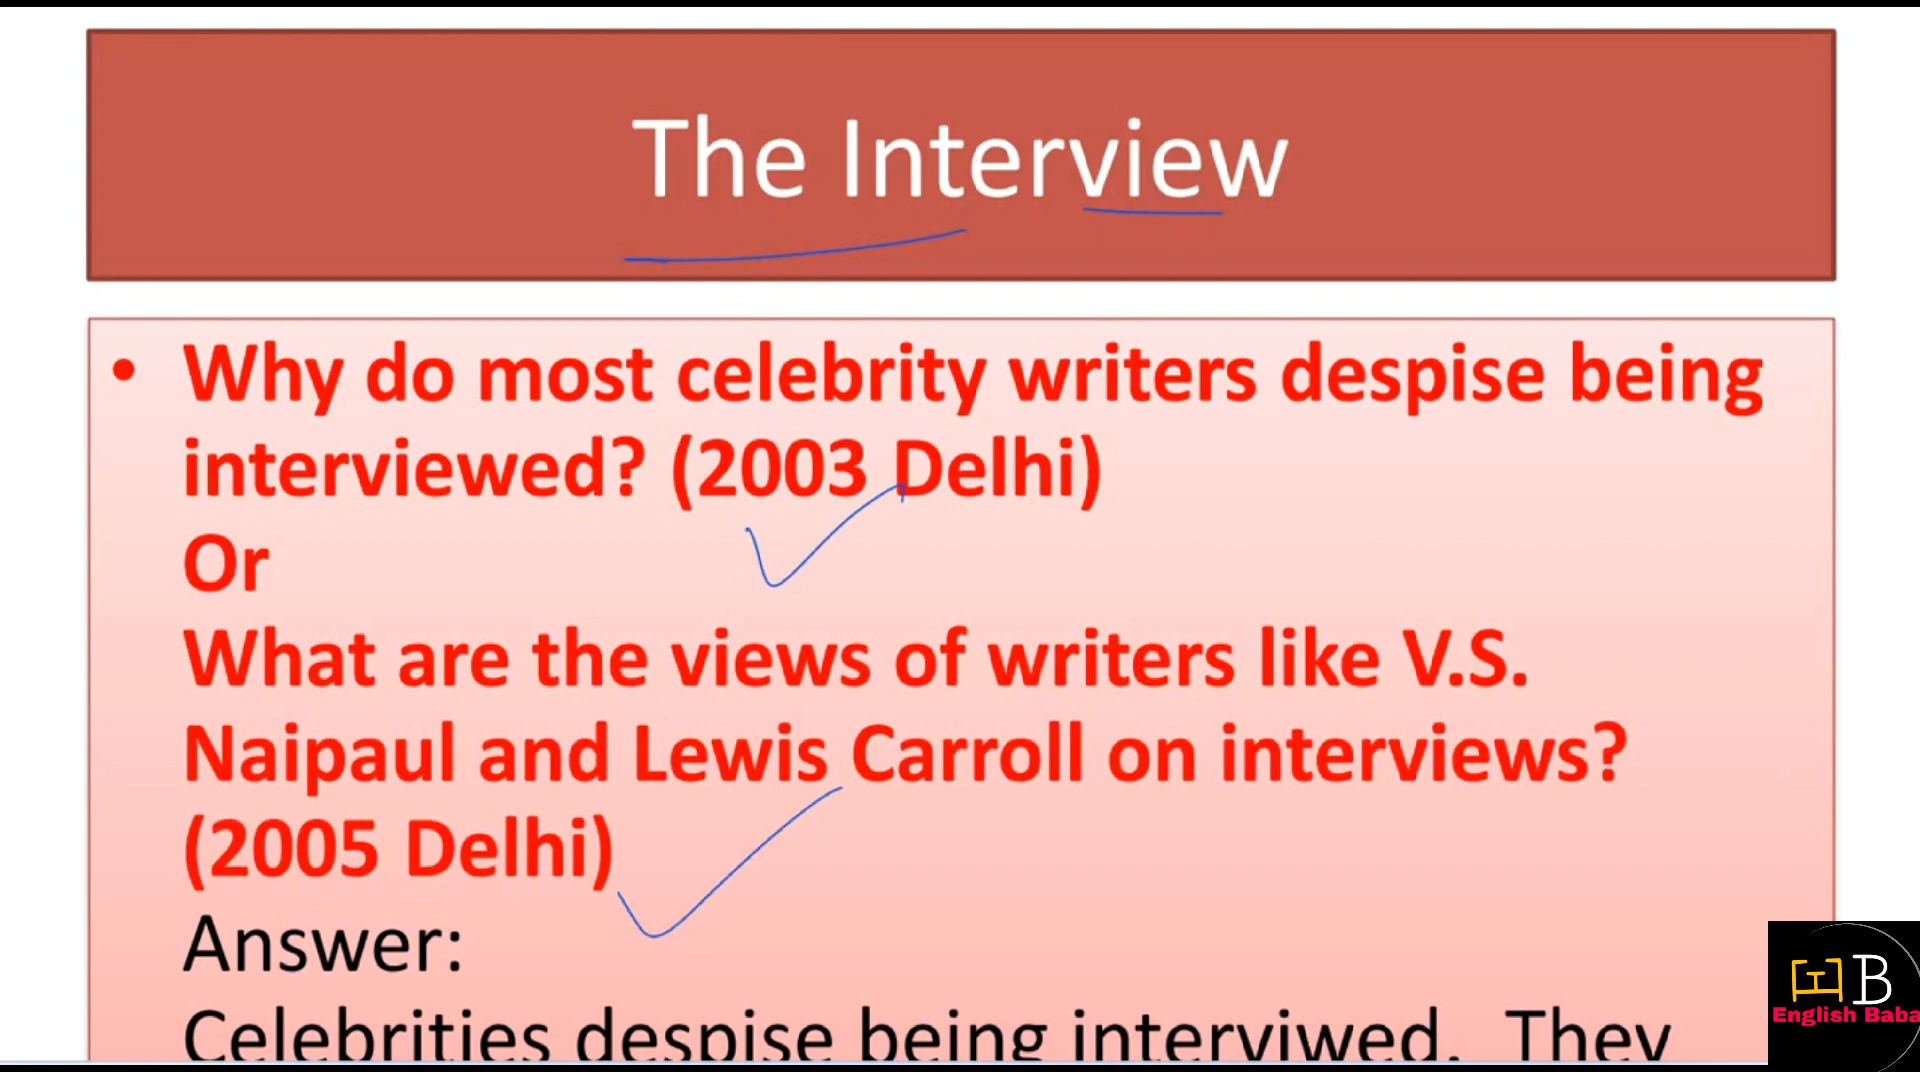 The Interview
• Why do most celebrity writers despise being
interviewed? (2003 Delhi)
Or
What are the views of writers like V.S.
Naipaul and Lewis Carroll on interviews?
(2005 Delhi)
Answer:
Celebrities despise being interviwed. They
EB
English Baba